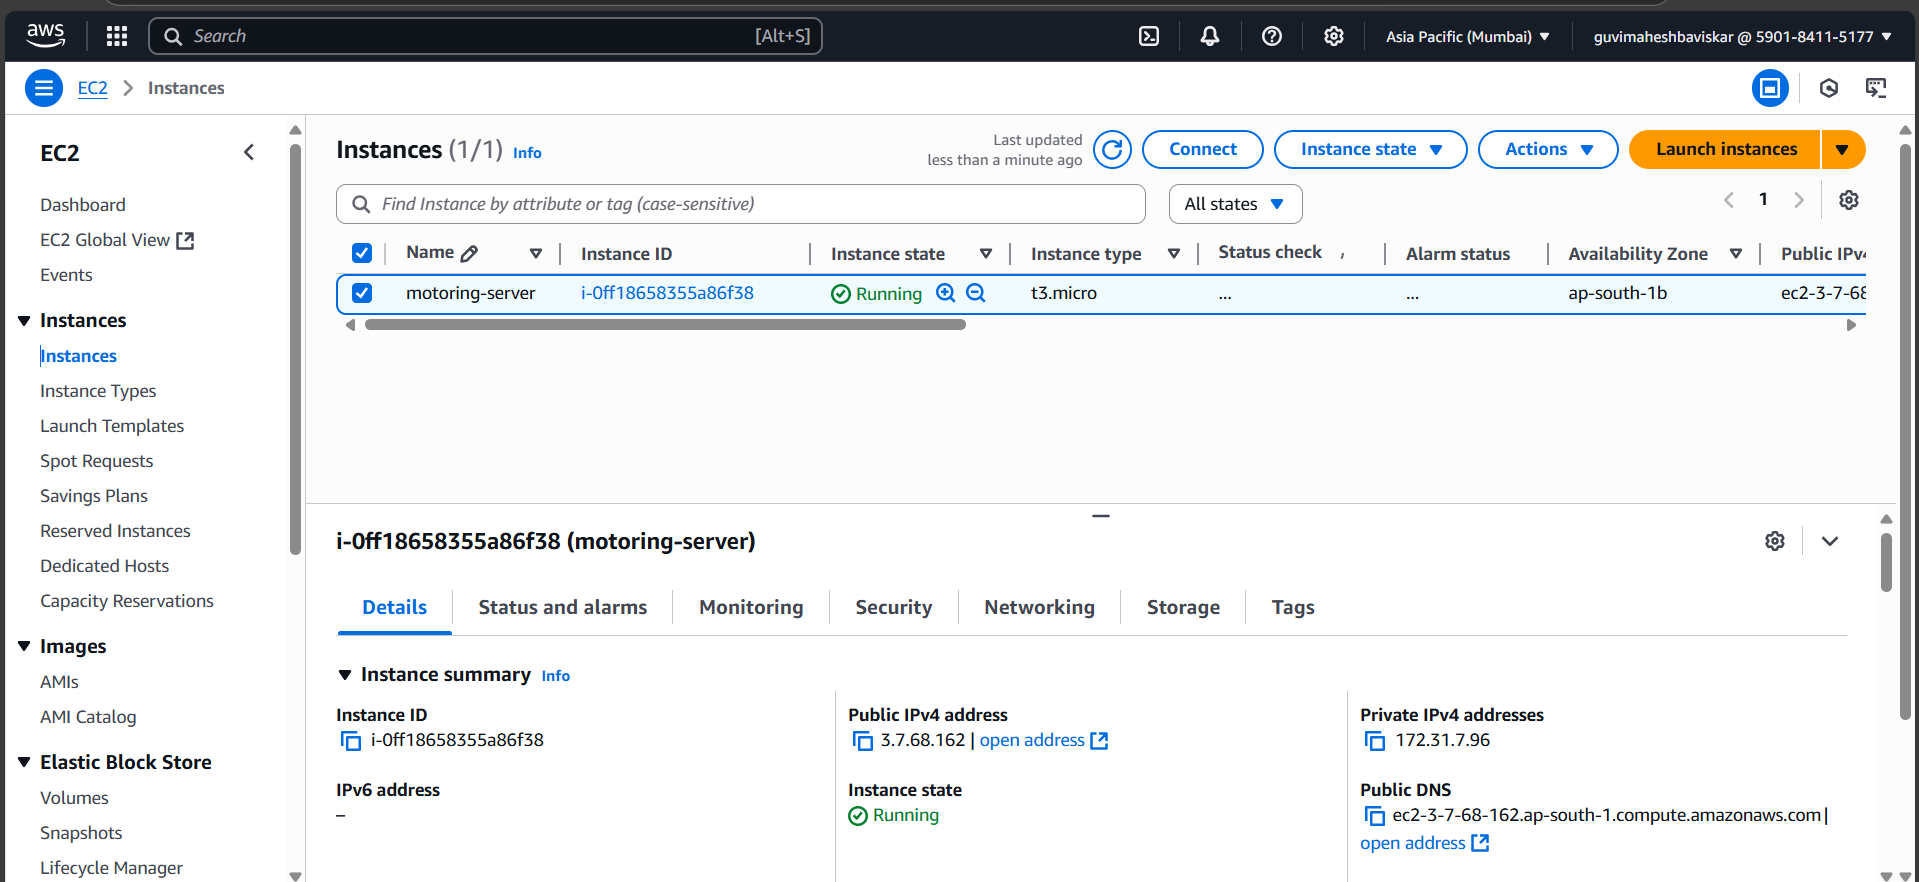 aws
Search [Alt+S]
Asia Pacific (Mumbai)
guvimaheshbaviskar @ 5901-8411-5177
EC2 Instances
EC2
Dashboard
EC2 Global View
Events
Instances
Instances
Instance Types
Launch Templates
Spot Requests
Savings Plans
Reserved Instances
Dedicated Hosts
Capacity Reservations
Images
AMIs
AMI Catalog
Elastic Block Store
Volumes
Snapshots
Lifecycle Manager
Instances (1/1) Info
Last updated
less than a minute ago
Connect
Instance state
Actions
Launch instances
Find Instance by attribute or tag (case-sensitive)
All states
1
Name Instance ID Instance state Instance type Status check Alarm status Availability Zone Public IPv4
motoring-server i-0ff18658355a86f38 Running t3.micro ... ... ap-south-1b ec2-3-7-68
i-0ff18658355a86f38 (motoring-server)
Details Status and alarms Monitoring Security Networking Storage Tags
Instance summary Info
Instance ID
i-0ff18658355a86f38
IPv6 address
–
Public IPv4 address
3.7.68.162 | open address
Instance state
Running
Private IPv4 addresses
172.31.7.96
Public DNS
ec2-3-7-68-162.ap-south-1.compute.amazonaws.com |
open address